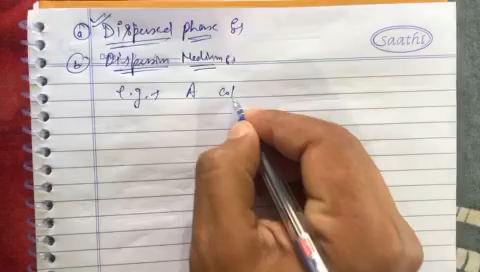 (a) Dispersed phase &
Saathi
(b) Dispersion Medium &
e.g. → A col